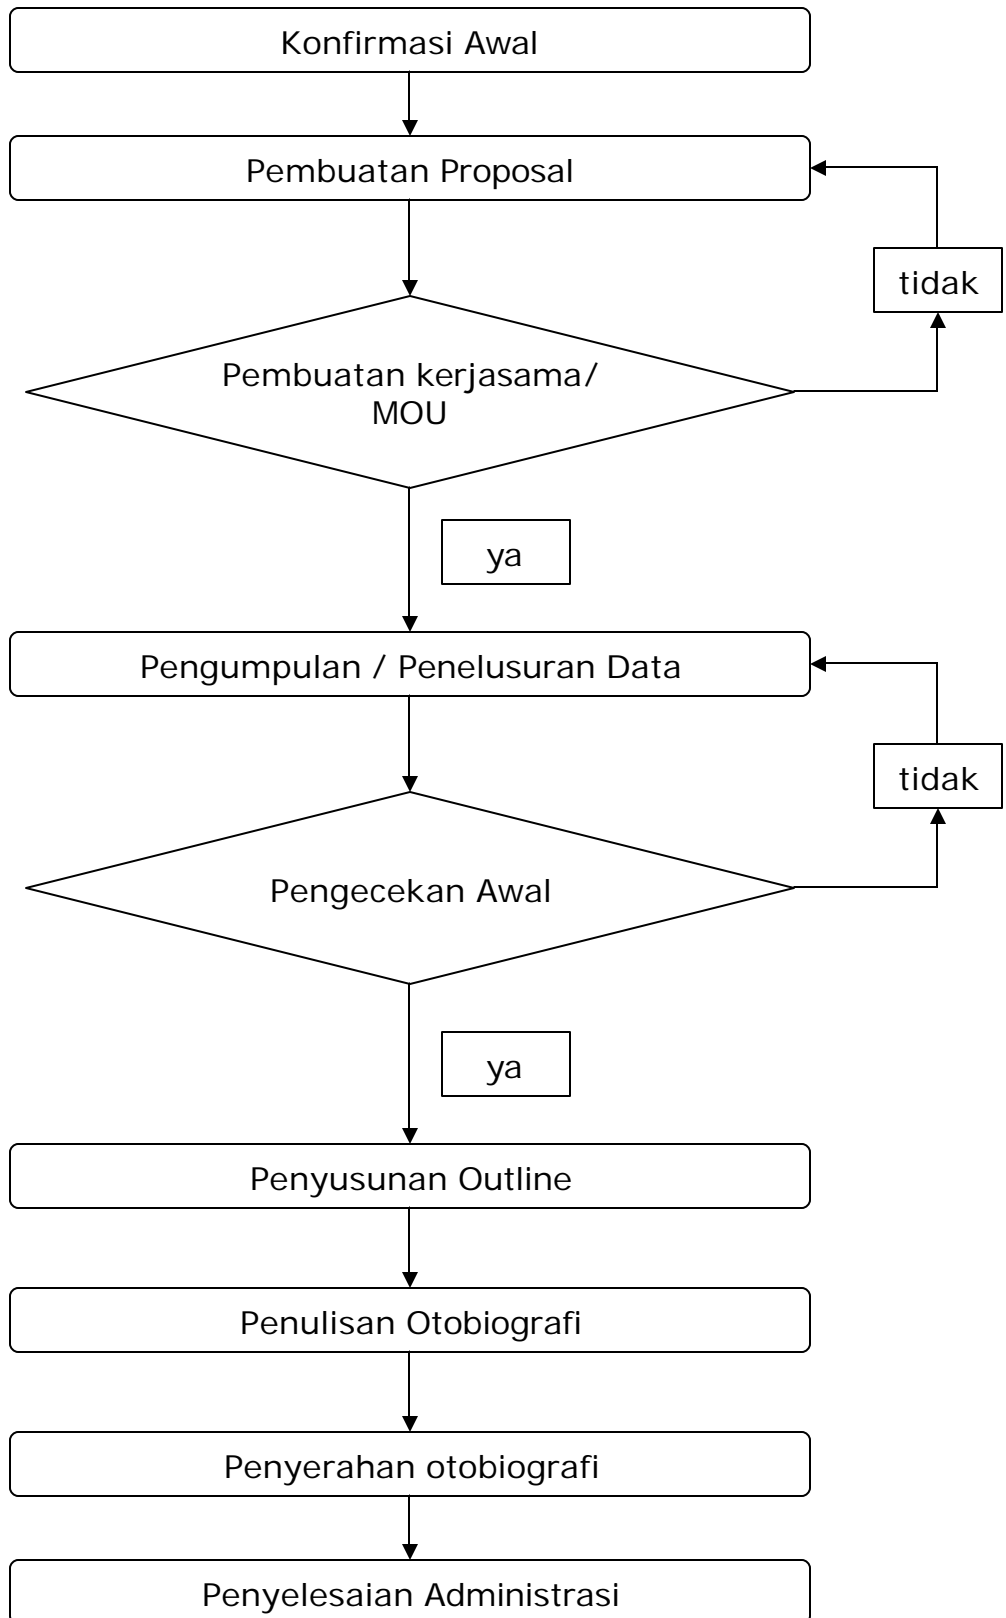 Konfirmasi Awal
Pembuatan Proposal
tidak
Pembuatan kerjasama/
MOU
ya
Pengumpulan / Penelusuran Data
tidak
Pengecekan Awal
ya
Penyusunan Outline
Penulisan Otobiografi
Penyerahan otobiografi
Penyelesaian Administrasi